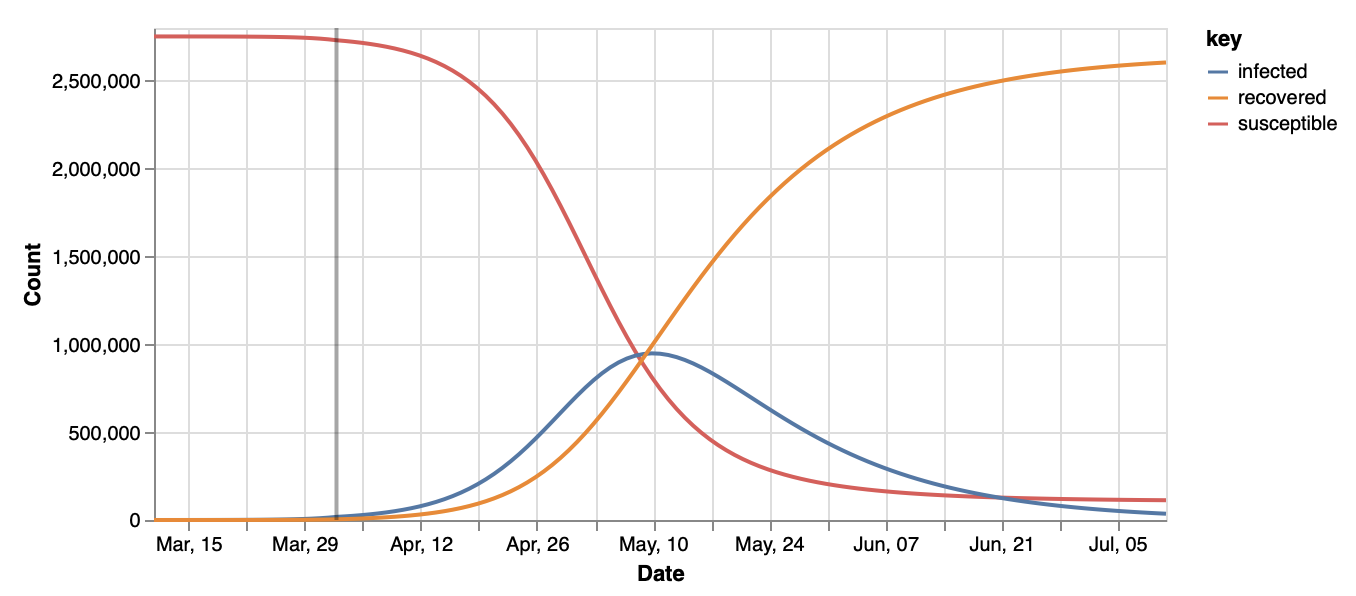 key
infected
recovered
susceptible
Count
2,500,000
2,000,000
1,500,000
1,000,000
500,000
0
Mar, 15 Mar, 29 Apr, 12 Apr, 26 May, 10 May, 24 Jun, 07 Jun, 21 Jul, 05
Date